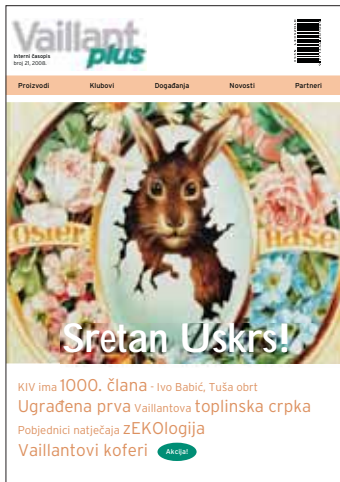 Vaillant
plus
Interni časopis
broj 21, 2008.
Proizvodi Klubovi Događanja Novosti Partneri
Oster Hase
Sretan Uskrs!
KIV ima 1000. člana - Ivo Babić, Tuša obrt
Ugrađena prva Vaillantova toplinska crpka
Pobjednici natječaja zEKOlogija
Vaillantovi koferi Akcija!